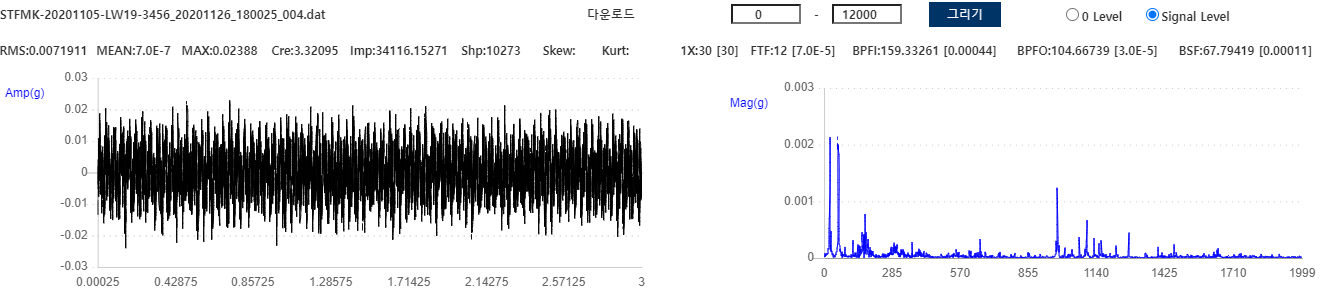 STFMK-20201105-LW19-3456_20201126_180025_004.dat 다운로드
0 - 12000 그리기 0 Level Signal Level
RMS:0.0071911 MEAN:7.0E-7 MAX:0.02388 Cre:3.32095 Imp:34116.15271 Shp:10273 Skew: Kurt:
1X:30 [30] FTF:12 [7.0E-5] BPFI:159.33261 [0.00044] BPFO:104.66739 [3.0E-5] BSF:67.79419 [0.00011]
Amp(g)
0.03
0.02
0.01
0
-0.01
-0.02
-0.03
0.00025 0.42875 0.85725 1.28575 1.71425 2.14275 2.57125 3
Mag(g)
0.003
0.002
0.001
0
0 285 570 855 1140 1425 1710 1999